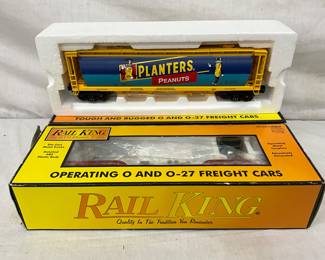 PLANTERS
PEANUTS
TOUGH AND RUGGED O AND O-27 FREIGHT CARS
RAIL KING
OPERATING O AND O-27 FREIGHT CARS
RAIL KING
Quality In The Tradition You Remember